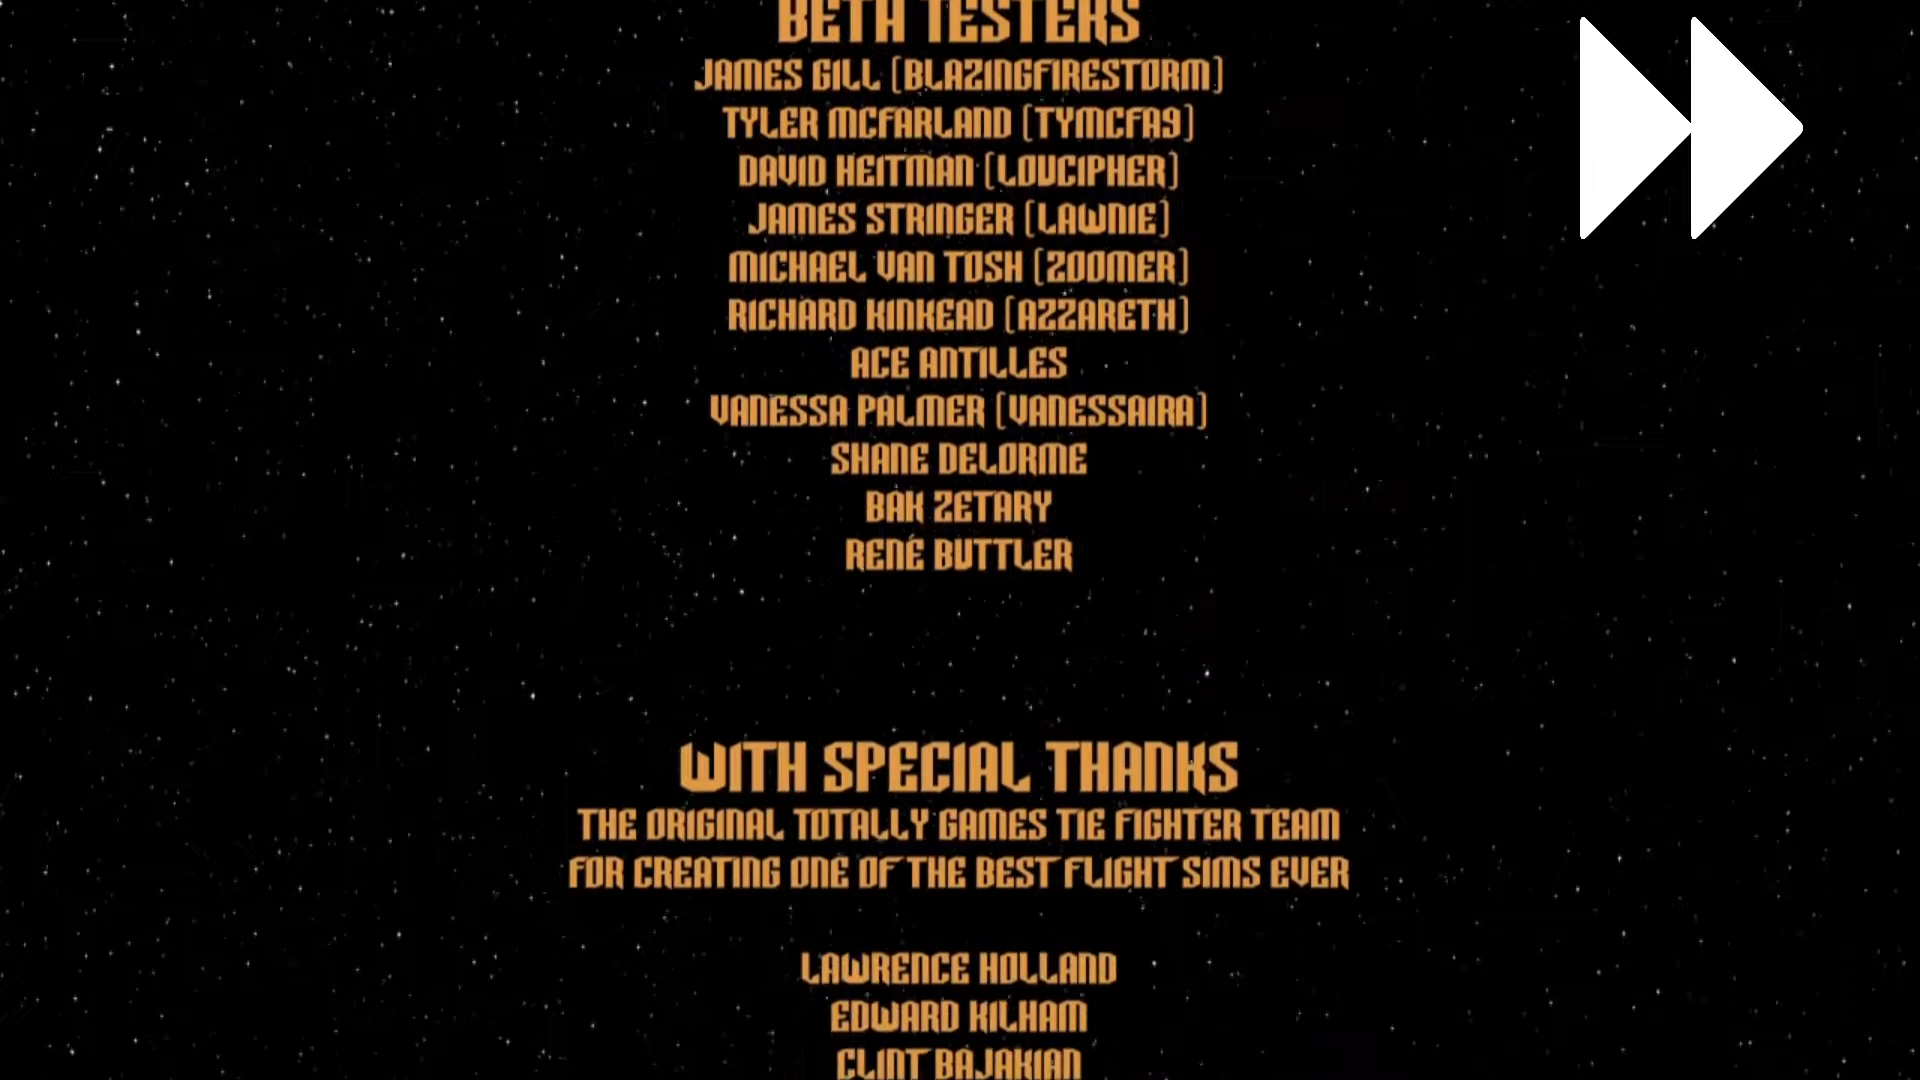 BETA TESTERS
JAMES GILL (BLAZINGFIRESTORM)
TYLER MCFARLAND (TYMCFA9)
DAVID HEITMAN (LOUCIPHER)
JAMES STRINGER (LAWNIE)
MICHAEL VAN TOSH (ZOOMER)
RICHARD KINKEAD (AZZARETH)
ACE ANTILLES
VANESSA PALMER (VANESSAIRA)
SHANE DELORME
BAK ZETARY
RENÉ BUTTLER
WITH SPECIAL THANKS
THE ORIGINAL TOTALLY GAMES TIE FIGHTER TEAM
FOR CREATING ONE OF THE BEST FLIGHT SIMS EVER
LAWRENCE HOLLAND
EDWARD KILHAM
CLINT BAJAKIAN